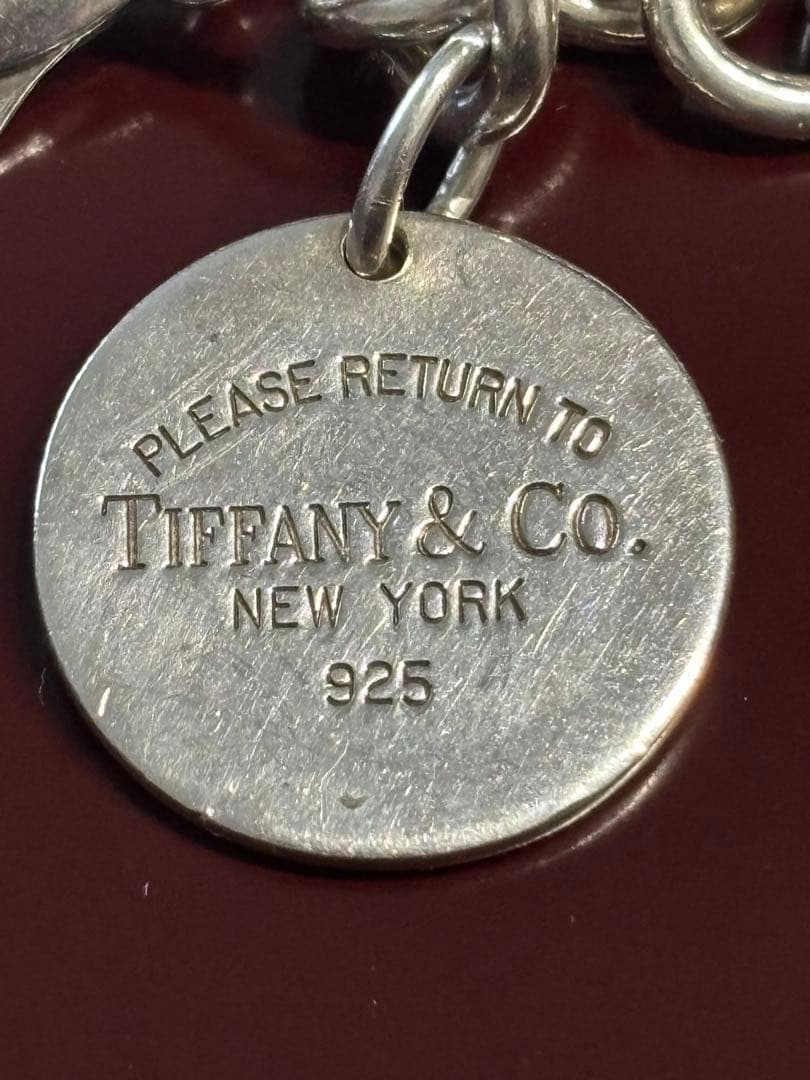 PLEASE RETURN TO
TIFFANY & CO.
NEW YORK
925